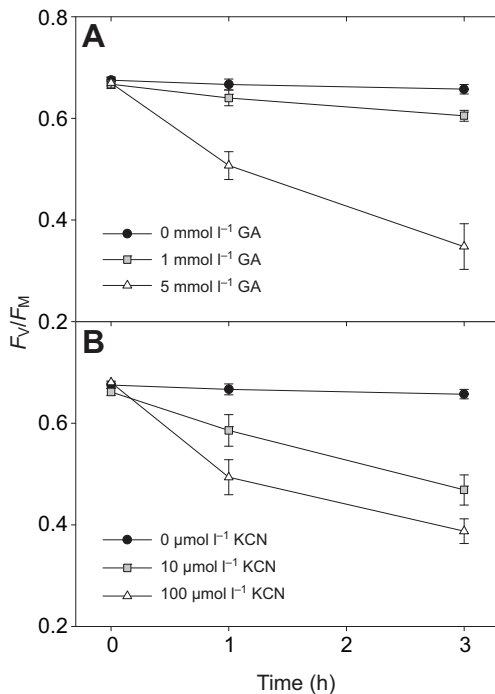 0.8
A
0.6
0.4
0 mmol l⁻¹ GA
1 mmol l⁻¹ GA
5 mmol l⁻¹ GA
F_V/F_M
0.2
B
0.6
0.4
0 µmol l⁻¹ KCN
10 µmol l⁻¹ KCN
100 µmol l⁻¹ KCN
0.2
0 1 2 3
Time (h)